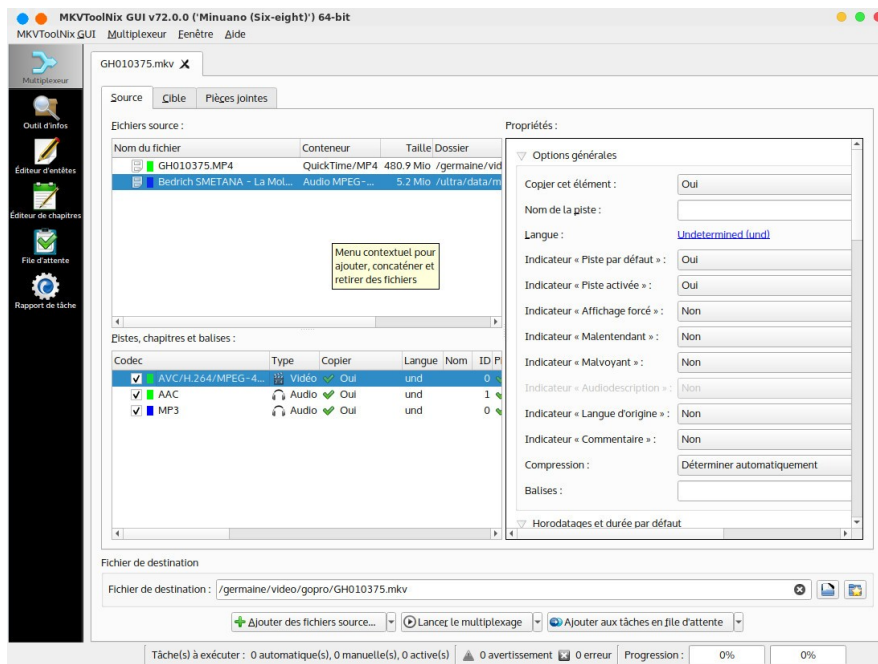 MKVToolNix GUI v72.0.0 ('Minuano (Six-eight)') 64-bit
MKVToolNix GUI Multiplexeur Fenêtre Aide
Multiplexeur
Outil d'infos
Éditeur d'entêtes
Éditeur de chapitres
File d'attente
Rapport de tâche
GH010375.mkv
Source Cible Pièces jointes
Fichiers source :
Nom du fichier Conteneur Taille Dossier
GH010375.MP4 QuickTime/MP4 480.9 Mio /germaine/vid
Bedrich SMETANA - La Mol... Audio MPEG-... 5.2 Mio /ultra/data/m
Menu contextuel pour
ajouter, concaténer et
retirer des fichiers
Pistes, chapitres et balises :
Codec Type Copier Langue Nom ID
AVC/H.264/MPEG-4... Vidéo Oui und 0
AAC Audio Oui und 1
MP3 Audio Oui und 0
Propriétés :
Options générales
Copier cet élément : Oui
Nom de la piste :
Langue : Undetermined (und)
Indicateur « Piste par défaut » : Oui
Indicateur « Piste activée » : Oui
Indicateur « Affichage forcé » : Non
Indicateur « Malentendant » : Non
Indicateur « Malvoyant » : Non
Indicateur « Audiodescription » : Non
Indicateur « Langue d'origine » : Non
Indicateur « Commentaire » : Non
Compression : Déterminer automatiquement
Balises :
Horodatages et durée par défaut
Fichier de destination
Fichier de destination : /germaine/video/gopro/GH010375.mkv
Ajouter des fichiers source... Lancer le multiplexage Ajouter aux tâches en file d'attente
Tâche(s) à exécuter : 0 automatique(s), 0 manuelle(s), 0 active(s) 0 avertissement 0 erreur Progression : 0% 0%